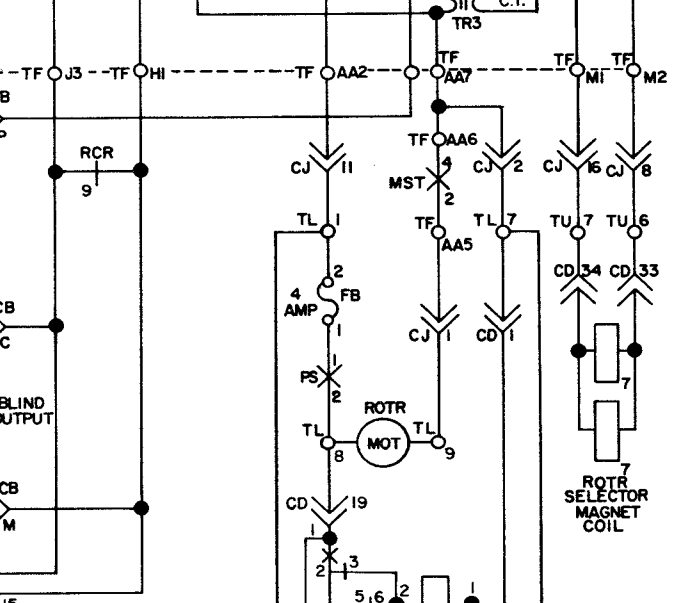 C.T.
TR3
TF J3 TF H1 TF AA2 TF AA7 TF M1 TF M2
B
TF AA6
RCR
9
CJ 11
MST 4 2
CJ 2
CJ 16
CJ 8
TL 1
TF AA5
TL 7
TU 7
TU 6
2
4 AMP FB
1
CD 34
CD 33
CB
C
CJ 1
CD 1
PS 1 2
7
BLIND
OUTPUT
ROTR
TL 8
MOT
TL 9
7
ROTR
SELECTOR
MAGNET
COIL
CB
M
CD 19
1
2 3
5 6 2
1